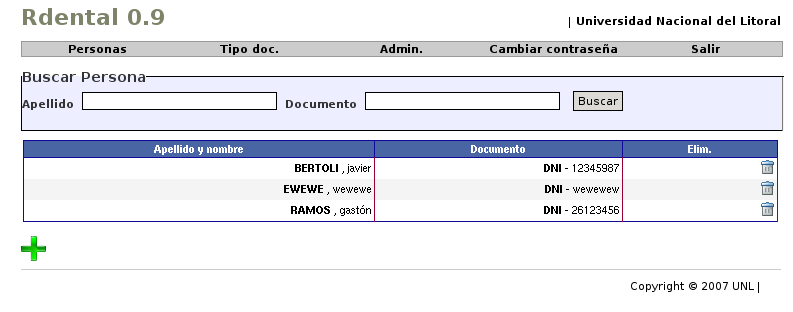 Rdental 0.9
| Universidad Nacional del Litoral
Personas Tipo doc. Admin. Cambiar contraseña Salir
Buscar Persona
Apellido Documento Buscar
Apellido y nombre Documento Elim.
BERTOLI , javier DNI - 12345987
EWEWE , wewewe DNI - wewewew
RAMOS , gastón DNI - 26123456
Copyright © 2007 UNL |